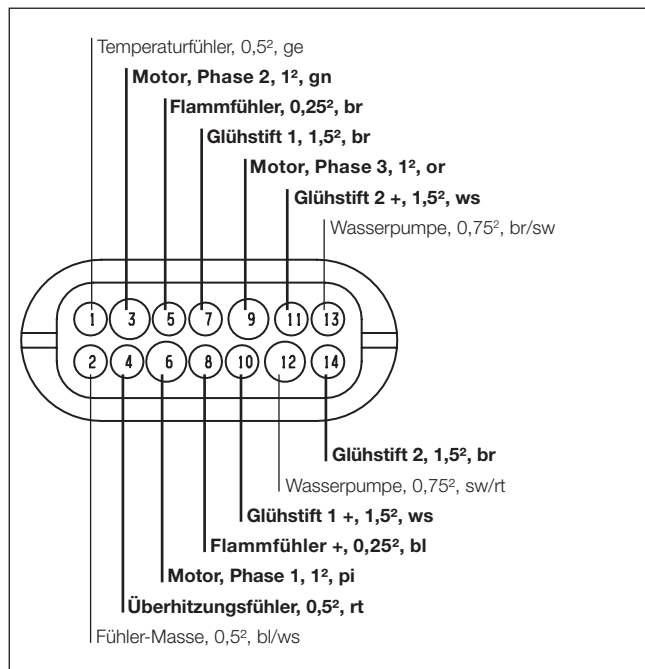 Temperaturfühler, 0,5², ge
Motor, Phase 2, 1², gn
Flammfühler, 0,25², br
Glühstift 1, 1,5², br
Motor, Phase 3, 1², or
Glühstift 2 +, 1,5², ws
Wasserpumpe, 0,75², br/sw
1 3 5 7 9 11 13
2 4 6 8 10 12 14
Glühstift 2, 1,5², br
Wasserpumpe, 0,75², sw/rt
Glühstift 1 +, 1,5², ws
Flammfühler +, 0,25², bl
Motor, Phase 1, 1², pi
Überhitzungsfühler, 0,5², rt
Fühler-Masse, 0,5², bl/ws